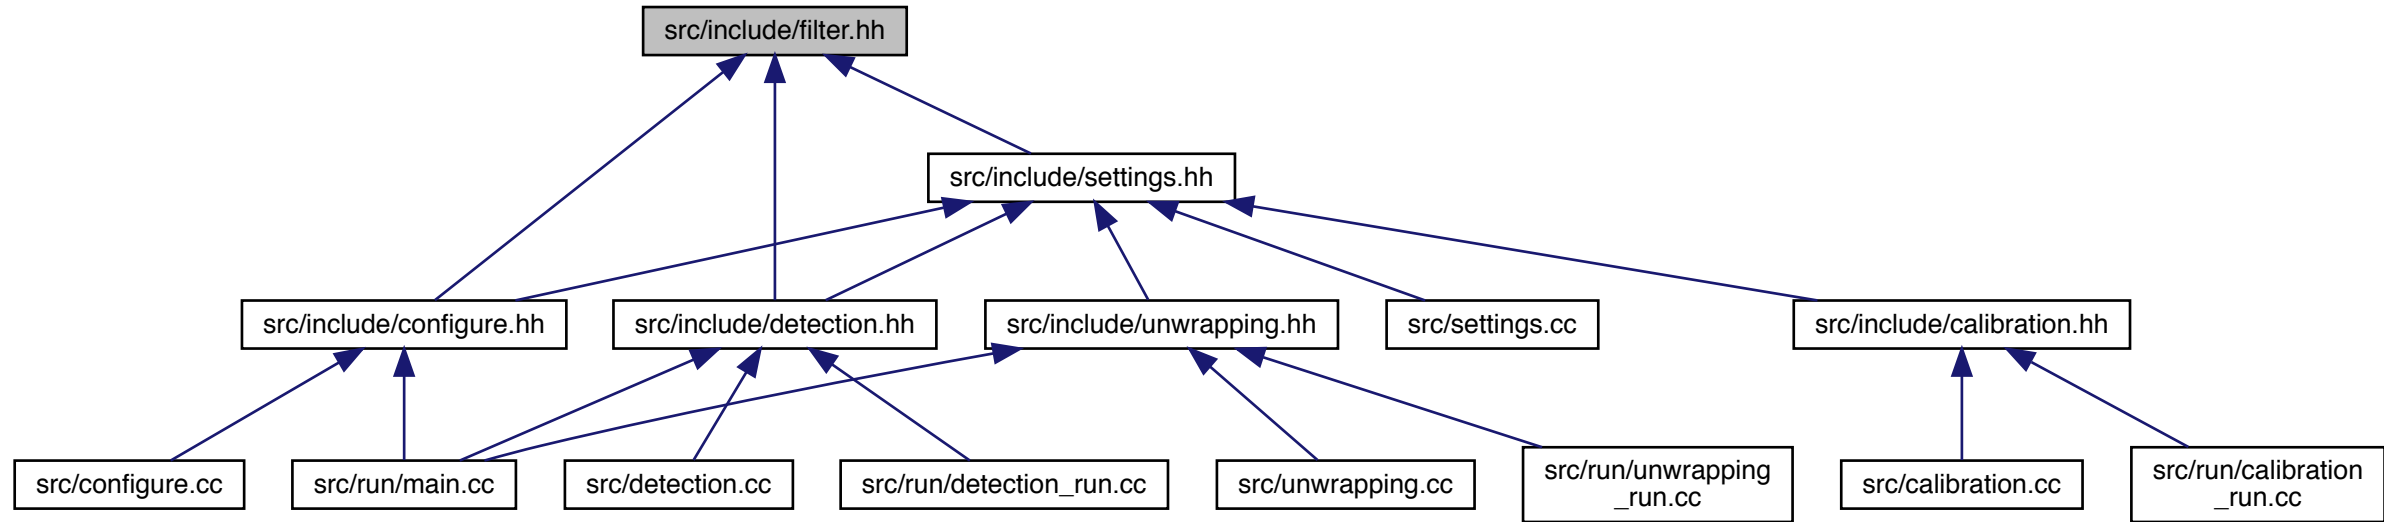 src/include/filter.hh
src/include/settings.hh
src/include/configure.hh
src/include/detection.hh
src/include/unwrapping.hh
src/settings.cc
src/include/calibration.hh
src/configure.cc
src/run/main.cc
src/detection.cc
src/run/detection_run.cc
src/unwrapping.cc
src/run/unwrapping
_run.cc
src/calibration.cc
src/run/calibration
_run.cc